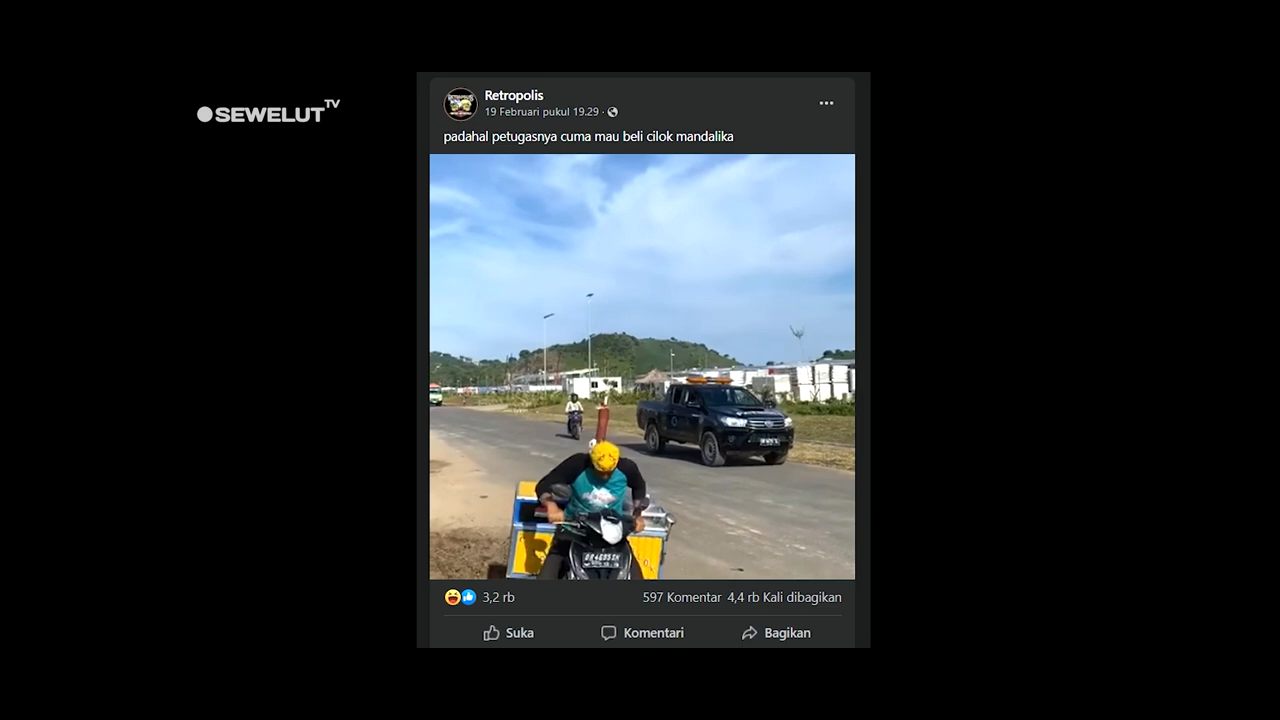 SEWELUT TV
Retropolis
19 Februari pukul 19.29
padahal petugasnya cuma mau beli cilok mandalika
3,2 rb
597 Komentar 4,4 rb Kali dibagikan
Suka
Komentari
Bagikan